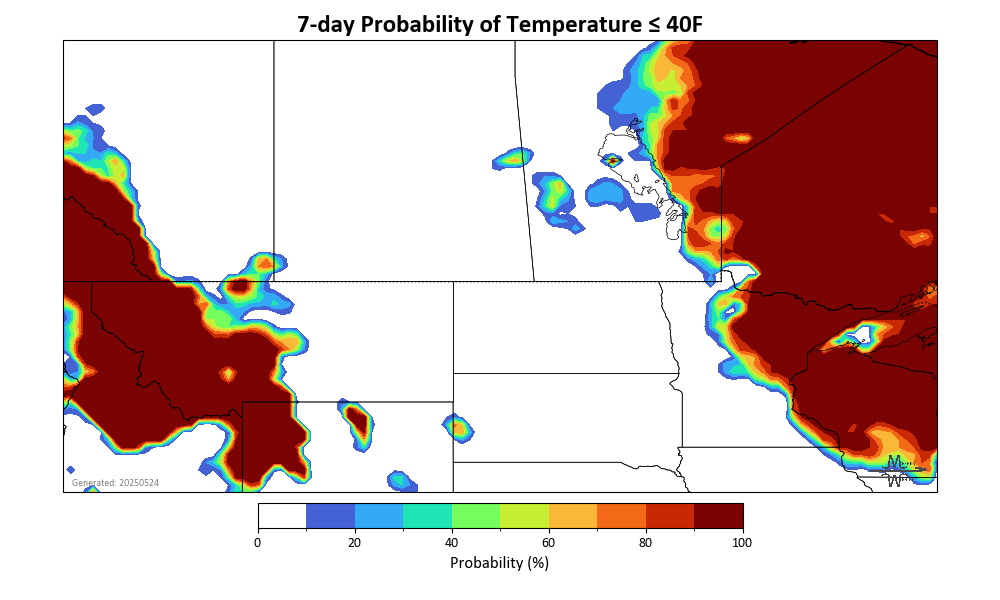 7-day Probability of Temperature ≤ 40F
Generated: 20250524
0 20 40 60 80 100
Probability (%)